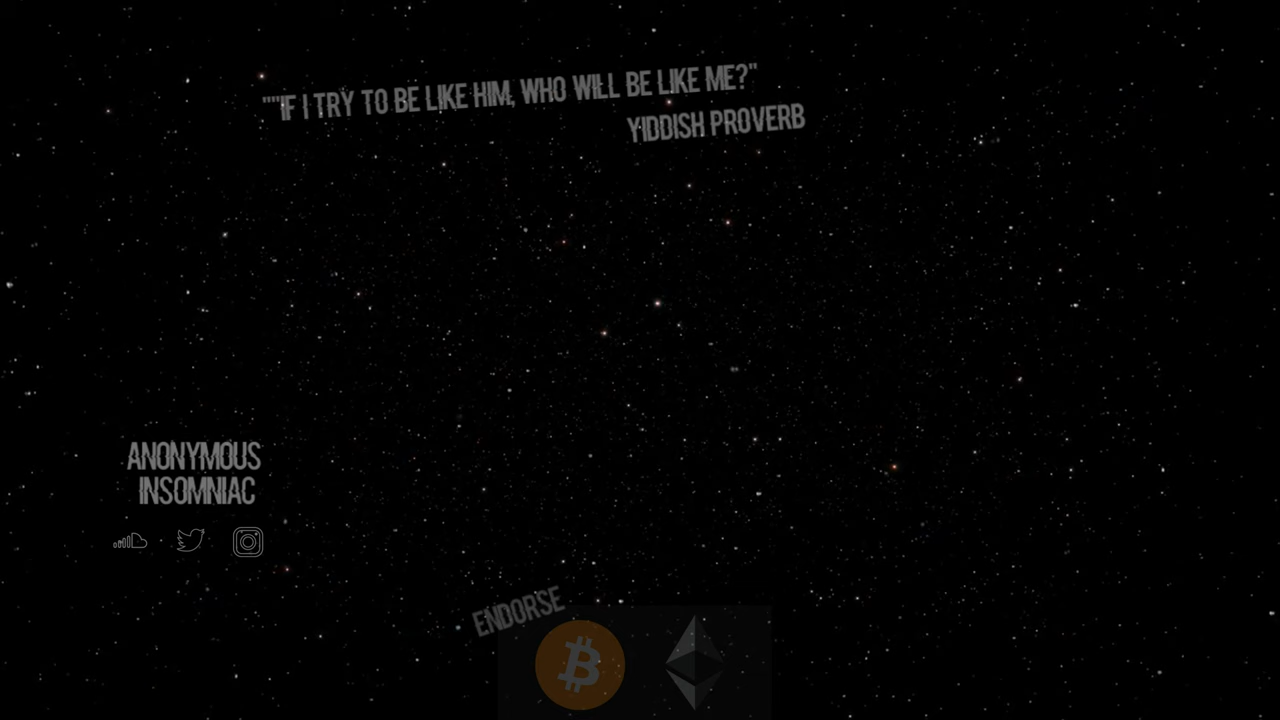 ""IF I TRY TO BE LIKE HIM, WHO WILL BE LIKE ME?"
YIDDISH PROVERB
ANONYMOUS
INSOMNIAC
ENDORSE